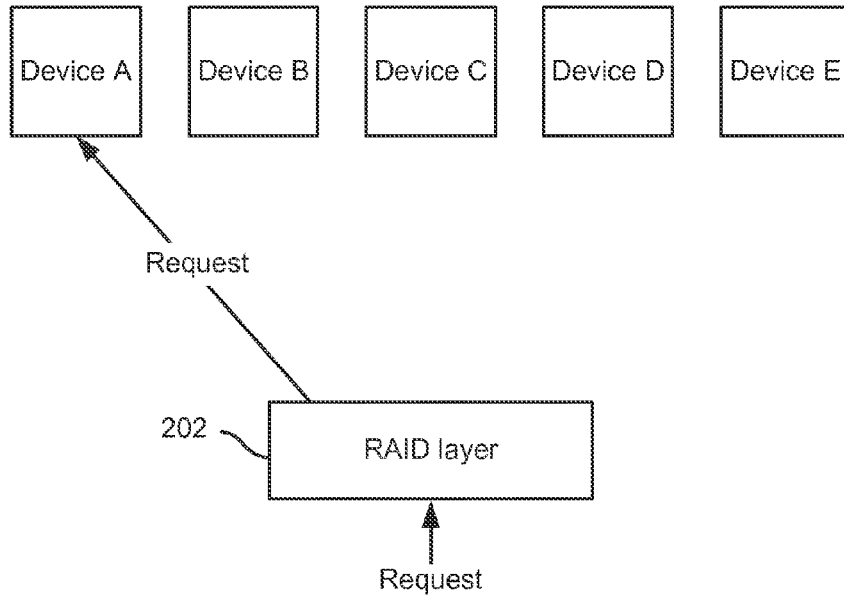 Device A
Device B
Device C
Device D
Device E
Request
202
RAID layer
Request